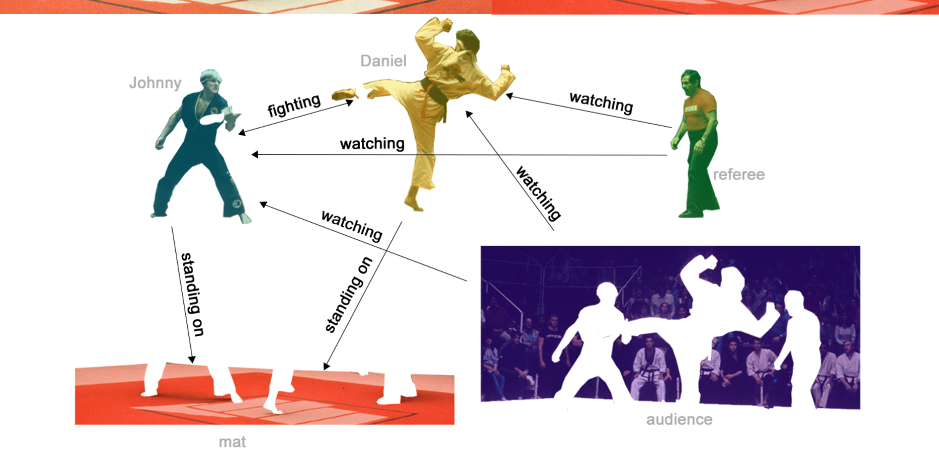 Daniel
Johnny
fighting
watching
watching
referee
watching
watching
standing on
standing on
audience
mat